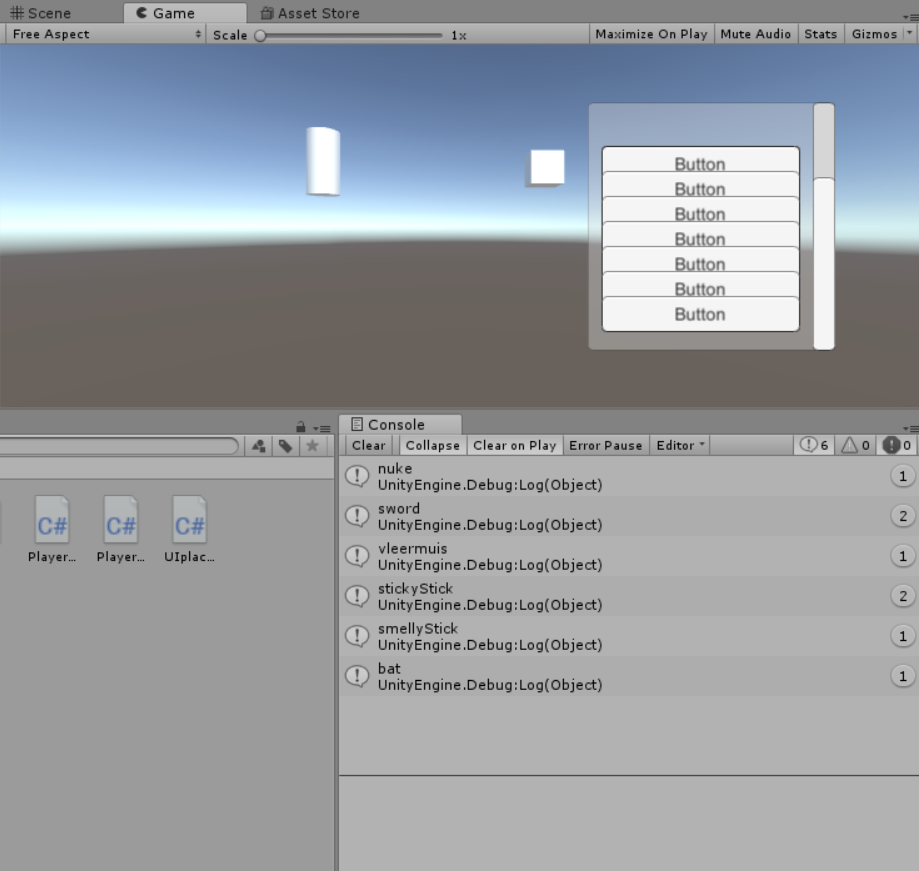 Scene
Game
Asset Store
Free Aspect
Scale
1x
Maximize On Play
Mute Audio
Stats
Gizmos
Button
Button
Button
Button
Button
Button
Button
Console
Clear
Collapse
Clear on Play
Error Pause
Editor
6
0
0
nuke
UnityEngine.Debug:Log(Object)
1
sword
UnityEngine.Debug:Log(Object)
2
vleermuis
UnityEngine.Debug:Log(Object)
1
stickyStick
UnityEngine.Debug:Log(Object)
2
smellyStick
UnityEngine.Debug:Log(Object)
1
bat
UnityEngine.Debug:Log(Object)
1
C#
C#
C#
Player...
Player...
UIplac...